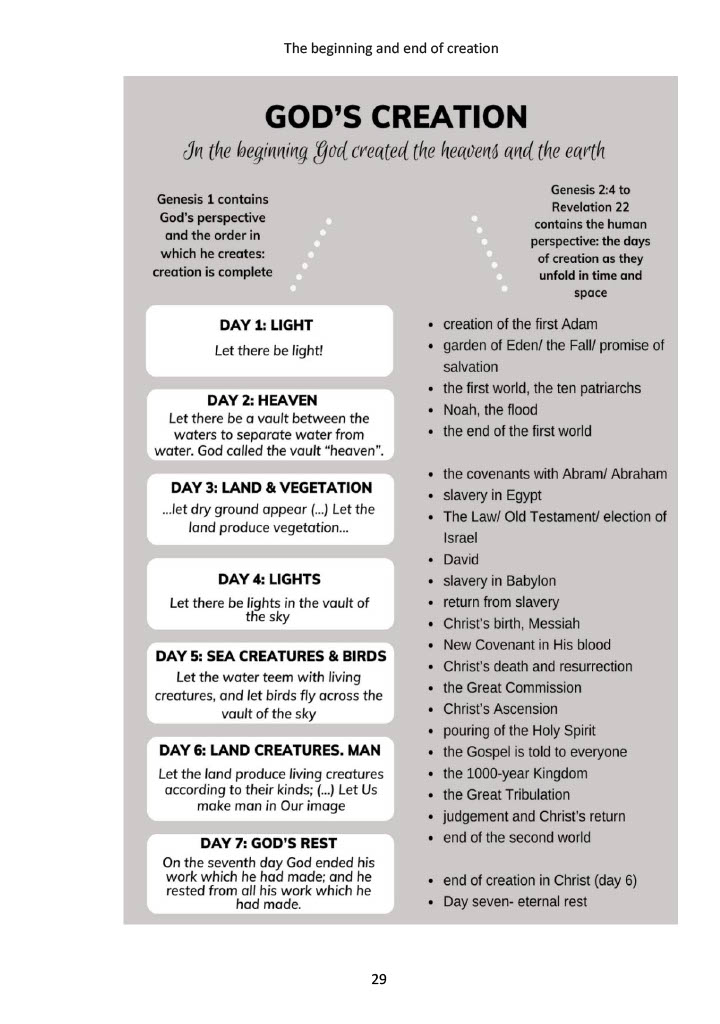 The beginning and end of creation
GOD'S CREATION
In the beginning God created the heavens and the earth
Genesis 1 contains
God's perspective
and the order in
which he creates:
creation is complete
Genesis 2:4 to
Revelation 22
contains the human
perspective: the days
of creation as they
unfold in time and
space
DAY 1: LIGHT
Let there be light!
DAY 2: HEAVEN
Let there be a vault between the
waters to separate water from
water. God called the vault "heaven".
DAY 3: LAND & VEGETATION
...let dry ground appear (...) Let the
land produce vegetation...
DAY 4: LIGHTS
Let there be lights in the vault of
the sky
DAY 5: SEA CREATURES & BIRDS
Let the water teem with living
creatures, and let birds fly across the
vault of the sky
DAY 6: LAND CREATURES. MAN
Let the land produce living creatures
according to their kinds; (...) Let Us
make man in Our image
DAY 7: GOD'S REST
On the seventh day God ended his
work which he had made; and he
rested from all his work which he
had made.
• creation of the first Adam
• garden of Eden/ the Fall/ promise of
salvation
• the first world, the ten patriarchs
• Noah, the flood
• the end of the first world
• the covenants with Abram/ Abraham
• slavery in Egypt
• The Law/ Old Testament/ election of
Israel
• David
• slavery in Babylon
• return from slavery
• Christ's birth, Messiah
• New Covenant in His blood
• Christ's death and resurrection
• the Great Commission
• Christ's Ascension
• pouring of the Holy Spirit
• the Gospel is told to everyone
• the 1000-year Kingdom
• the Great Tribulation
• judgement and Christ's return
• end of the second world
• end of creation in Christ (day 6)
• Day seven- eternal rest
29